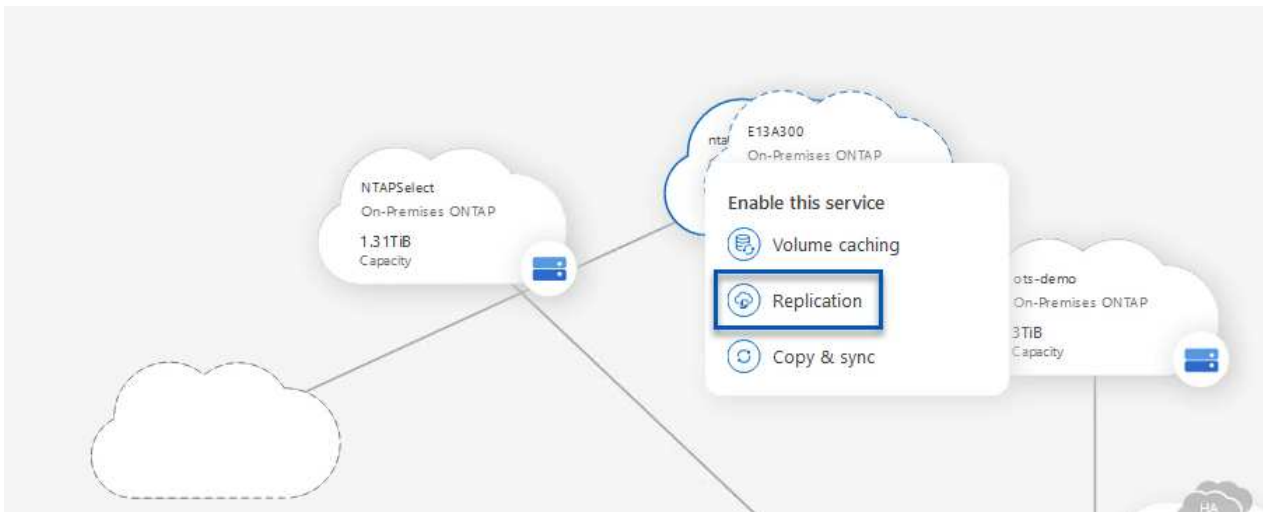 NTAPSelect
On-Premises ONTAP
1.31TiB
Capacity
E13A300
On-Premises ONTAP
Enable this service
Volume caching
Replication
Copy & sync
ots-demo
On-Premises ONTAP
3TiB
Capacity
HA